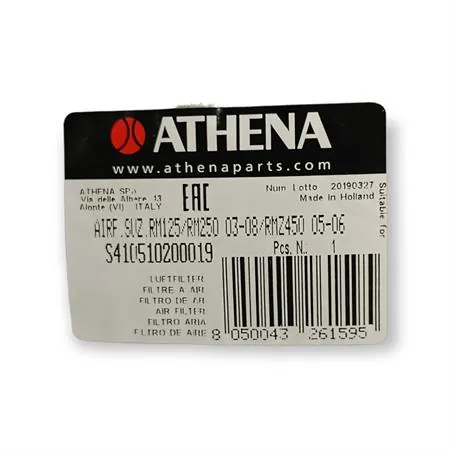 ATHENA
www.athenaparts.com
ATHENA SPA
Via delle Albere, 13
Alonte (VI) ITALY
EAC
Num Lotto 20190327
Made in Holland
Suitable for
AIRF.SUZ.RM125/RM250 03-08/RMZ450 05-06
S410510200019
Pcs. N.: 1
LUFTFILTER
FILTRE A AIR
FILTRO DE AR
AIR FILTER
FILTRO ARIA
FILTRO DE AIRE
8 050043 261595